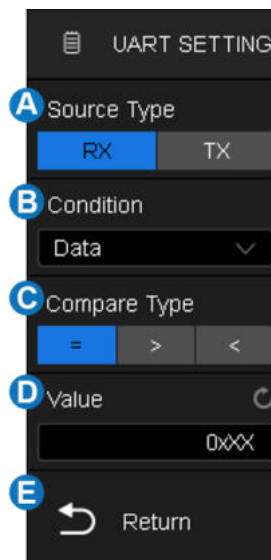 UART SETTING
A
Source Type
RX TX
B
Condition
Data
C
Compare Type
= > <
D
Value
0xXX
E
Return